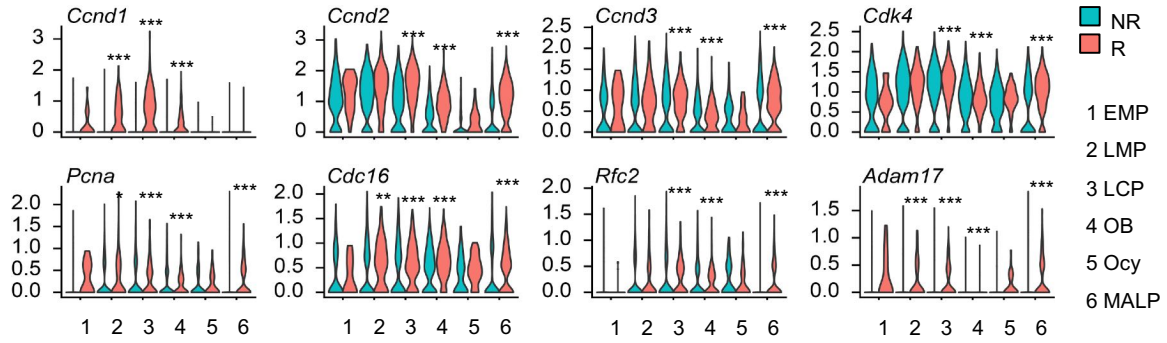 Ccnd1 Ccnd2 Ccnd3 Cdk4
*** *** ***
*** *** ***
*** *** ***
*** *** ***
3 2 1 0
3 2 1 0
2.5 2.0 1.5 1.0 0.5 0.0
2.5 2.0 1.5 1.0 0.5 0.0
NR
R
Pcna Cdc16 Rfc2 Adam17
* *** *** ***
** *** *** ***
*** *** ***
*** *** *** ***
2.0 1.5 1.0 0.5 0.0
2.0 1.5 1.0 0.5 0.0
2.0 1.5 1.0 0.5 0.0
1.5 1.0 0.5 0.0
1 2 3 4 5 6
1 2 3 4 5 6
1 2 3 4 5 6
1 2 3 4 5 6
1 EMP
2 LMP
3 LCP
4 OB
5 Ocy
6 MALP